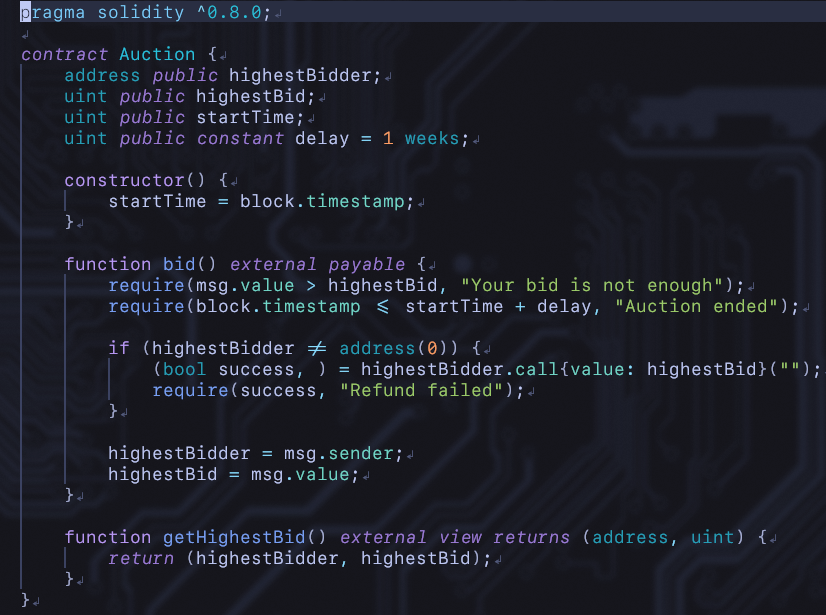 pragma solidity ^0.8.0;
contract Auction {
address public highestBidder;
uint public highestBid;
uint public startTime;
uint public constant delay = 1 weeks;
constructor() {
startTime = block.timestamp;
}
function bid() external payable {
require(msg.value > highestBid, "Your bid is not enough");
require(block.timestamp <= startTime + delay, "Auction ended");
if (highestBidder != address(0)) {
(bool success, ) = highestBidder.call{value: highestBid}("");
require(success, "Refund failed");
}
highestBidder = msg.sender;
highestBid = msg.value;
}
function getHighestBid() external view returns (address, uint) {
return (highestBidder, highestBid);
}
}